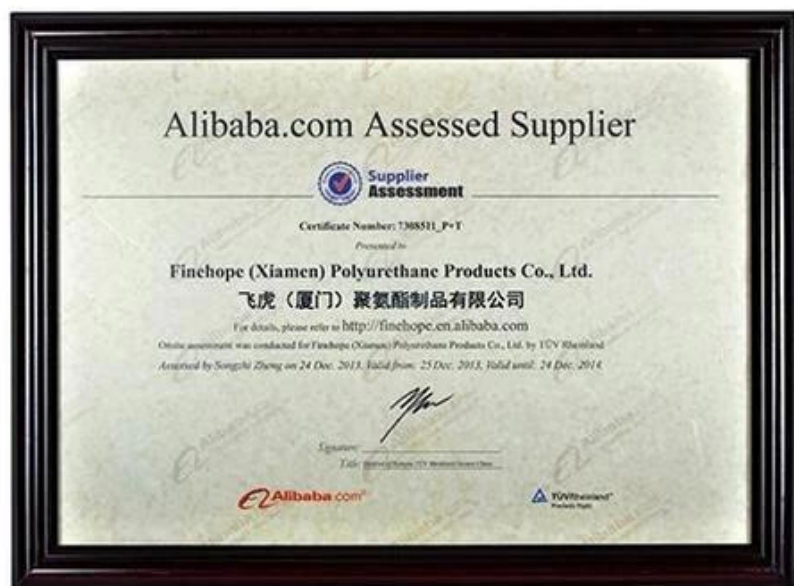 Alibaba.com Assessed Supplier
Supplier
Assessment
Certificate Number: 7308511_P+T
Presented to
Finehope (Xiamen) Polyurethane Products Co., Ltd.
飞虎（厦门）聚氨酯制品有限公司
For details, please refer to http://finehope.en.alibaba.com
Onsite assessment was conducted for Finehope (Xiamen) Polyurethane Products Co., Ltd. by TÜV Rheinland
Assessed by Songzhi Zheng on 24 Dec. 2013, Valid from: 25 Dec. 2013, Valid until: 24 Dec. 2014
Signature:
Title:
Alibaba.com®
TÜVRheinland®